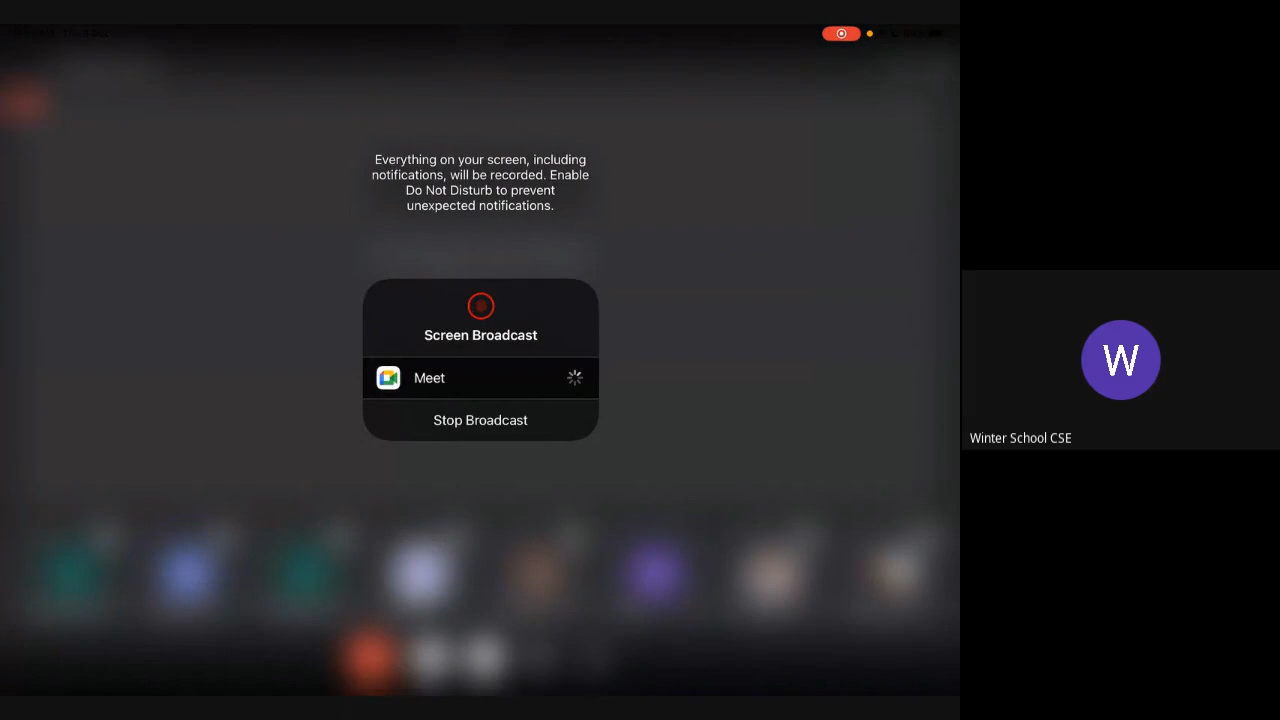 Everything on your screen, including
notifications, will be recorded. Enable
Do Not Disturb to prevent
unexpected notifications.
Screen Broadcast
Meet
Stop Broadcast
W
Winter School CSE